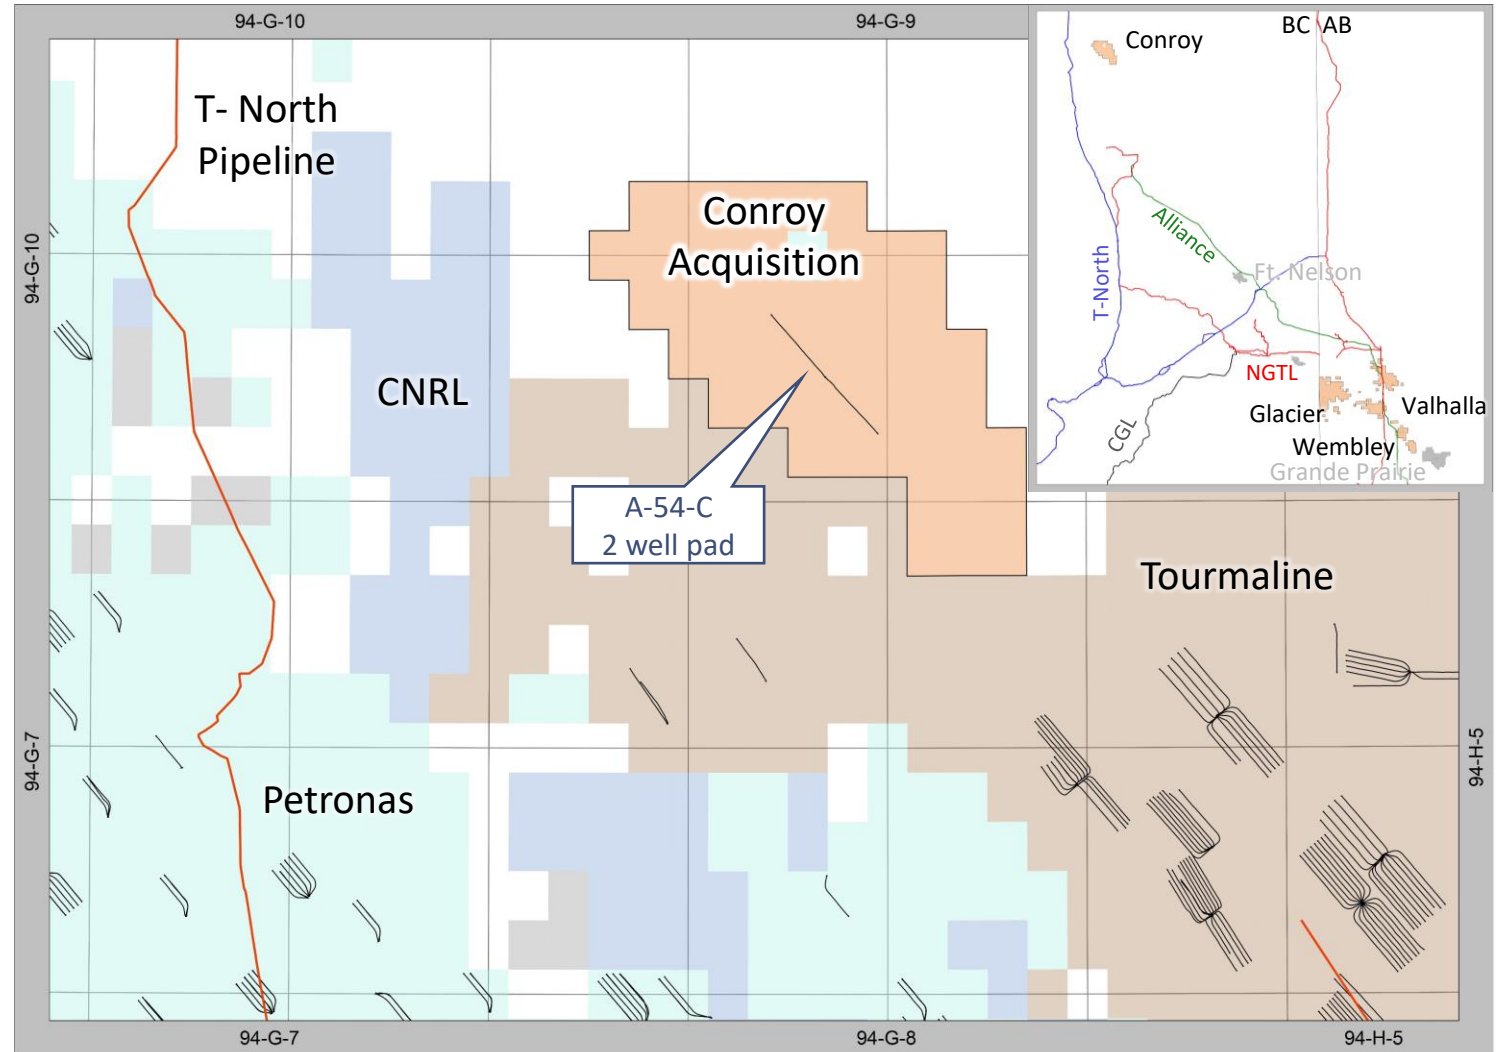 94-G-10
94-G-9
T- North
Pipeline
Conroy
Acquisition
94-G-10
CNRL
A-54-C
2 well pad
Tourmaline
94-G-7
Petronas
94-H-5
94-G-7
94-G-8
94-H-5
Conroy
BC AB
Alliance
T-North
Ft. Nelson
NGTL
Glacier
Valhalla
CGL
Wembley
Grande Prairie